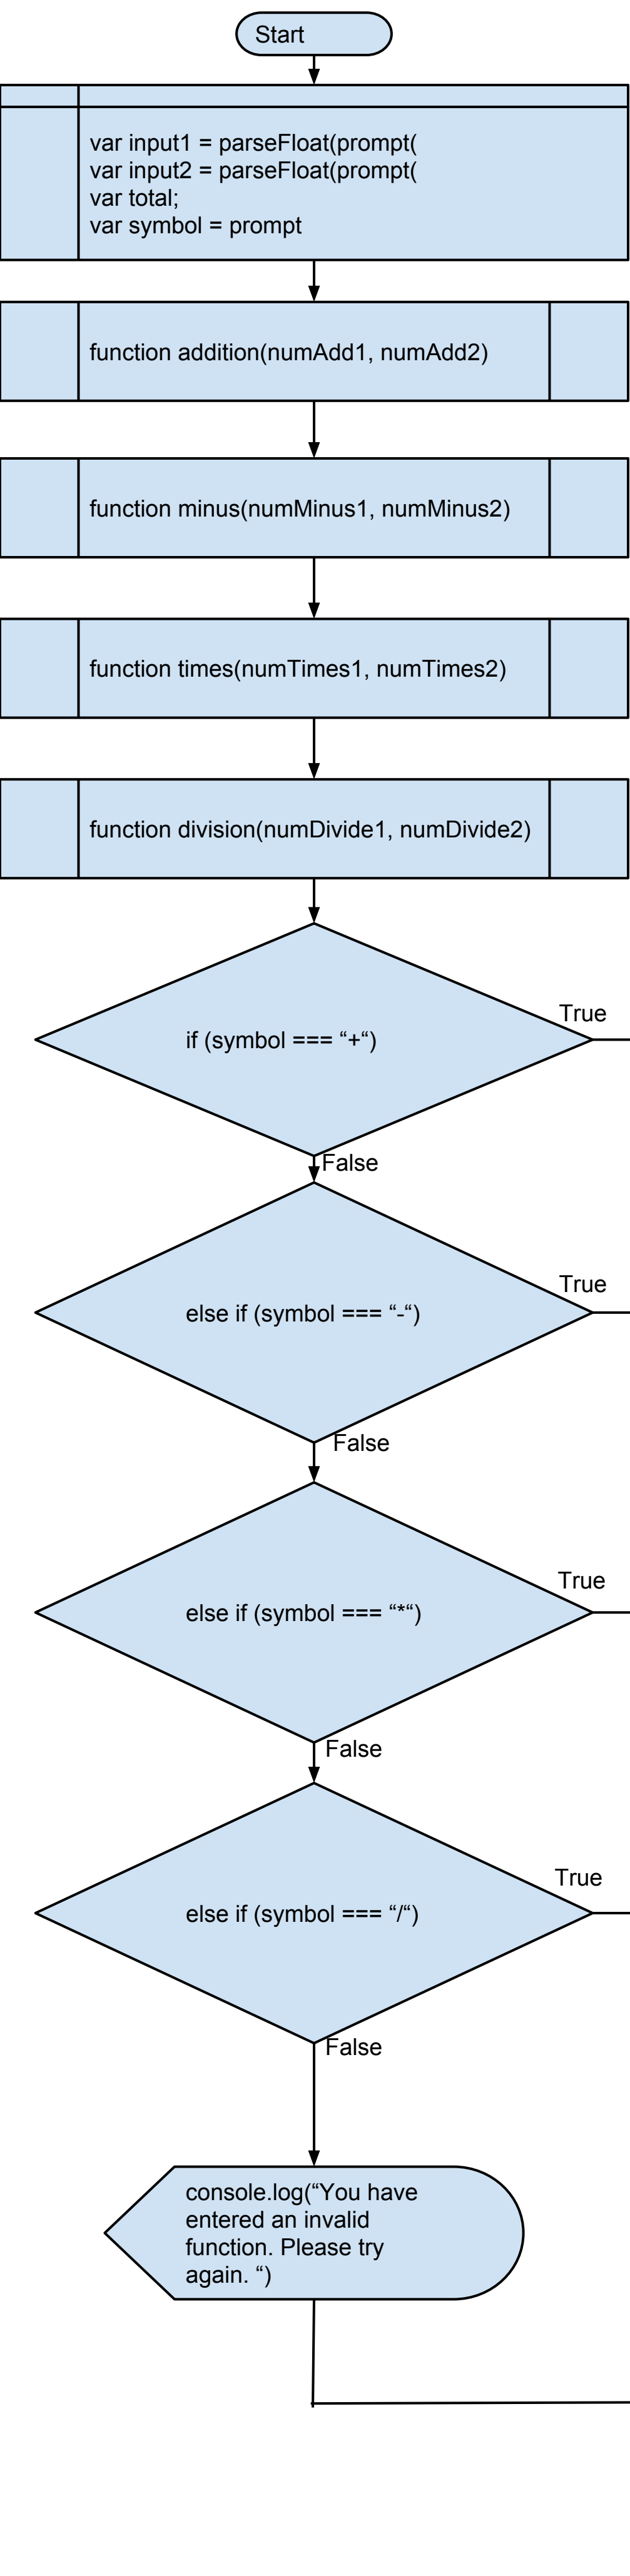 Start
var input1 = parseFloat(prompt(
var input2 = parseFloat(prompt(
var total;
var symbol = prompt
function addition(numAdd1, numAdd2)
function minus(numMinus1, numMinus2)
function times(numTimes1, numTimes2)
function division(numDivide1, numDivide2)
True
if (symbol === “+“)
False
True
else if (symbol === “-“)
False
True
else if (symbol === “*“)
False
True
else if (symbol === “/“)
False
console.log(“You have
entered an invalid
function. Please try
again. “)